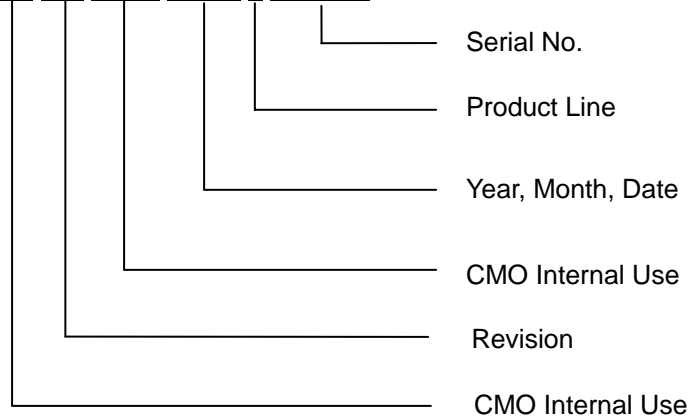 Serial No.
Product Line
Year, Month, Date
CMO Internal Use
Revision
CMO Internal Use